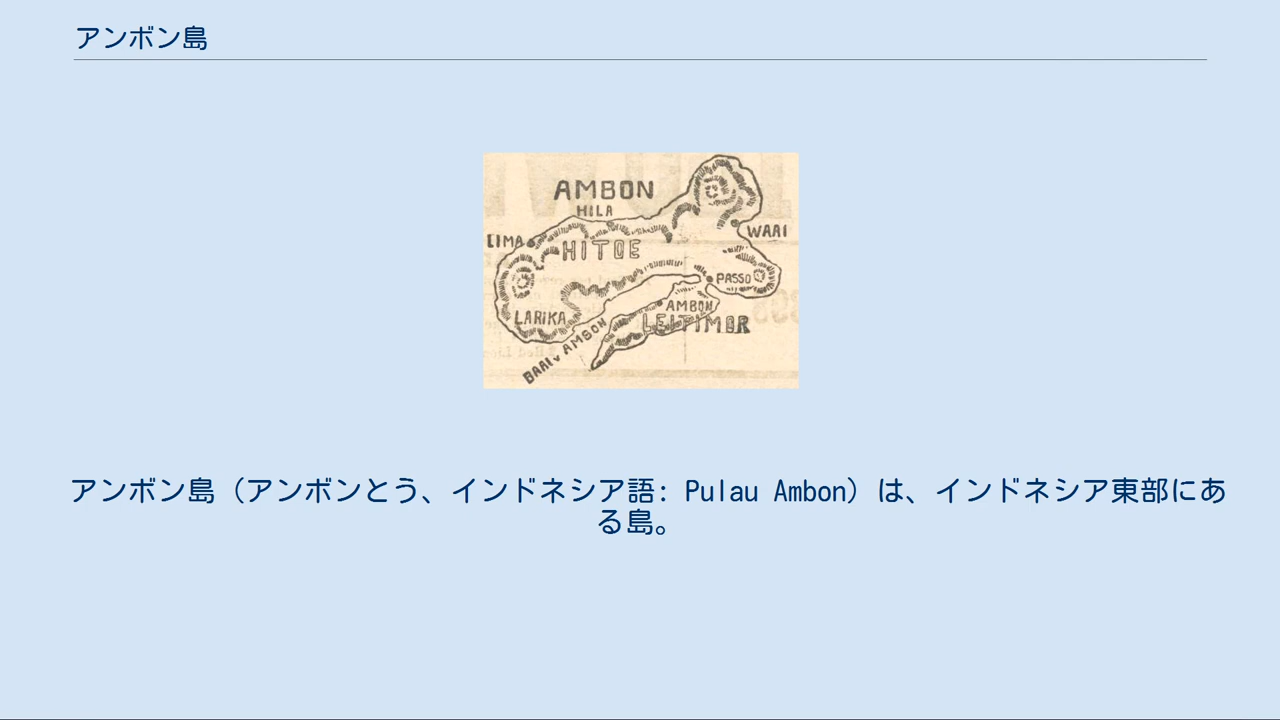 アンボン島
AMBON
HILA
LIMA
HITOE
WAAI
PASSO
AMBON
LARIKA
LEITIMOR
BAAI v AMBON
アンボン島（アンボンとう、インドネシア語: Pulau Ambon）は、インドネシア東部にあ
る島。